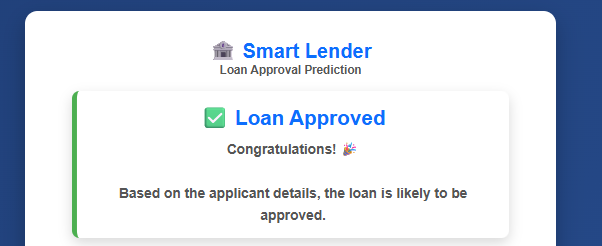 🏦 Smart Lender
Loan Approval Prediction
✅ Loan Approved
Congratulations! 🎉
Based on the applicant details, the loan is likely to be
approved.